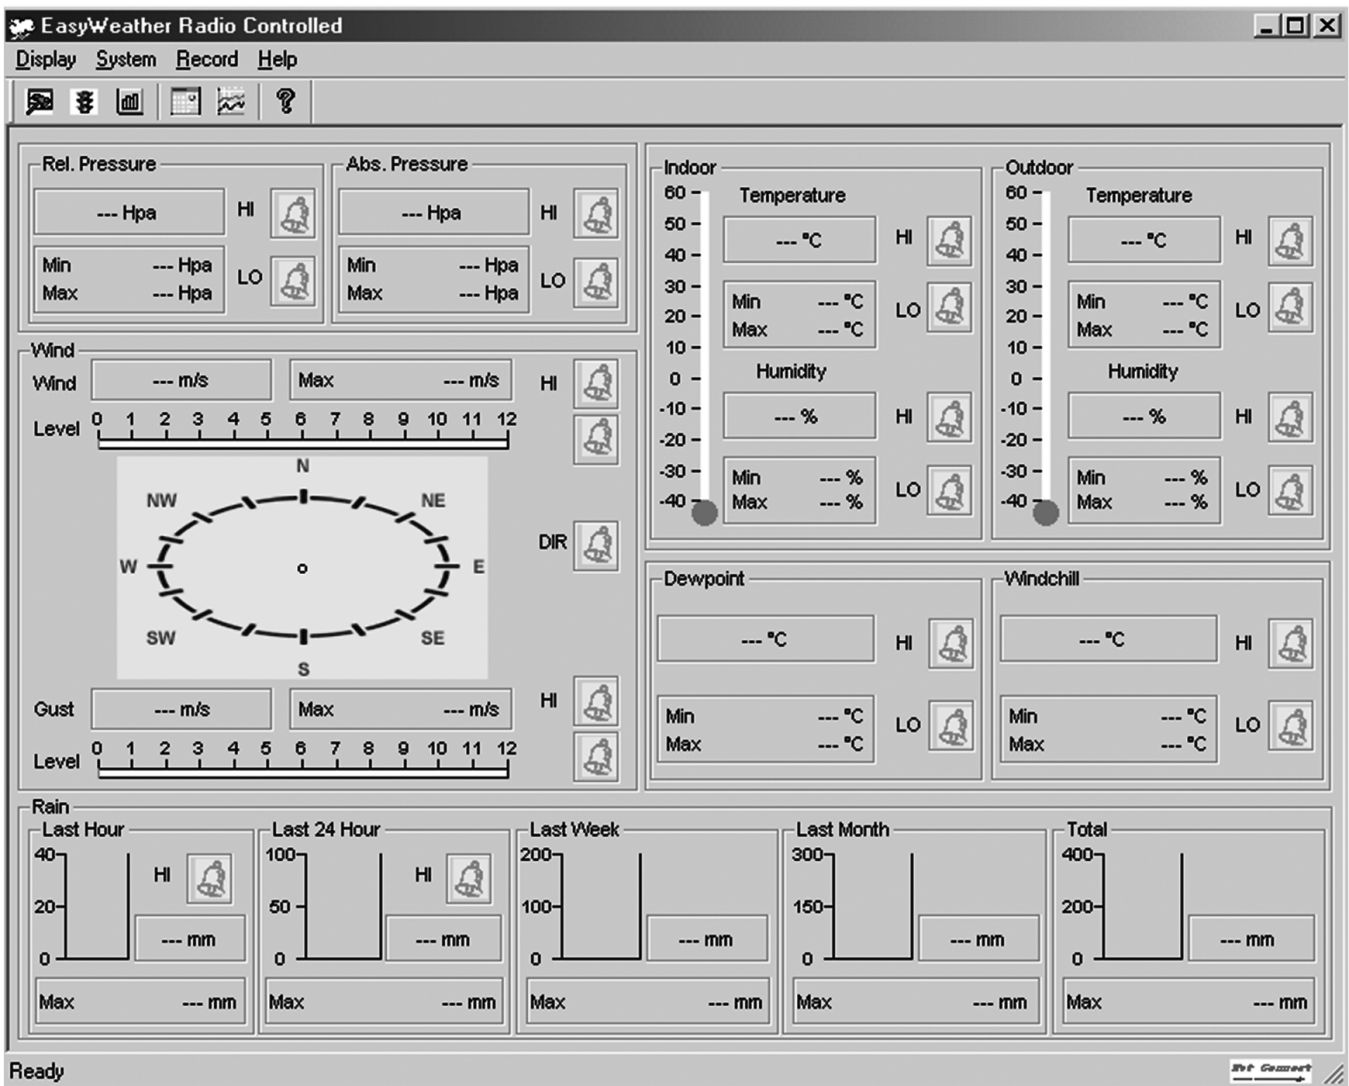 EasyWeather Radio Controlled
Display System Record Help
Rel. Pressure
--- Hpa HI
Min --- Hpa
Max --- Hpa
LO
Abs. Pressure
--- Hpa HI
Min --- Hpa
Max --- Hpa
LO
Wind
Wind --- m/s Max --- m/s HI
Level 0 1 2 3 4 5 6 7 8 9 10 11 12
N
NW NE
W E
SW SE
S
DIR
Gust --- m/s Max --- m/s HI
Level 0 1 2 3 4 5 6 7 8 9 10 11 12
Indoor
60
50
40
30
20
10
0
-10
-20
-30
-40
Temperature
--- °C HI
Min --- °C
Max --- °C
LO
Humidity
--- % HI
Min --- %
Max --- %
LO
Outdoor
60
50
40
30
20
10
0
-10
-20
-30
-40
Temperature
--- °C HI
Min --- °C
Max --- °C
LO
Humidity
--- % HI
Min --- %
Max --- %
LO
Dewpoint
--- °C HI
Min --- °C
Max --- °C
LO
Windchill
--- °C HI
Min --- °C
Max --- °C
LO
Rain
Last Hour
40
20
0
HI
--- mm
Max --- mm
Last 24 Hour
100
50
0
HI
--- mm
Max --- mm
Last Week
200
100
0
--- mm
Max --- mm
Last Month
300
150
0
--- mm
Max --- mm
Total
400
200
0
--- mm
Max --- mm
Ready
Not Connect